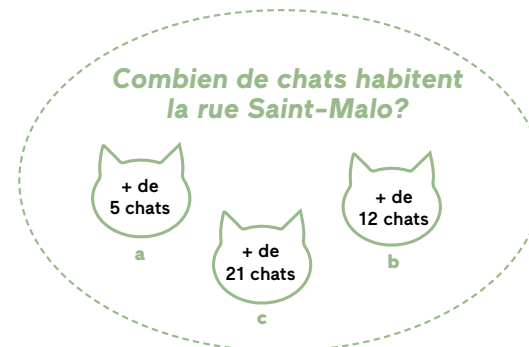 Combien de chats habitent
la rue Saint-Malo?
+ de
5 chats
a
+ de
12 chats
b
+ de
21 chats
c